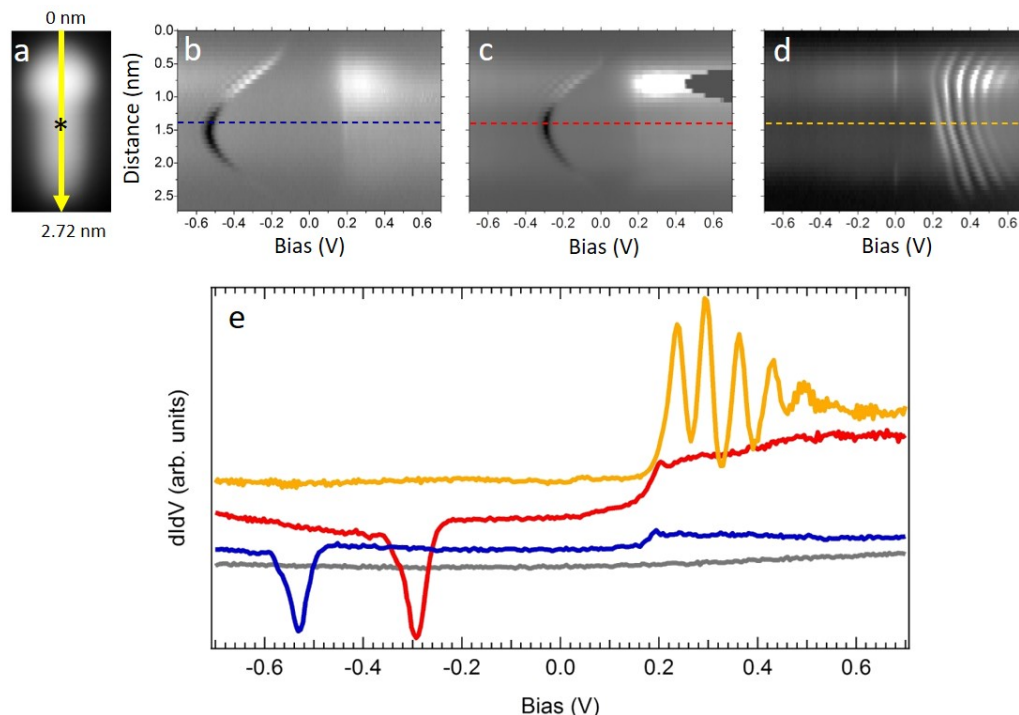 0 nm
a
*
2.72 nm
b
c
d
Distance (nm)
0.0
0.5
1.0
1.5
2.0
2.5
-0.6 -0.4 -0.2 0.0 0.2 0.4 0.6
-0.6 -0.4 -0.2 0.0 0.2 0.4 0.6
-0.6 -0.4 -0.2 0.0 0.2 0.4 0.6
Bias (V)
Bias (V)
Bias (V)
e
dIdV (arb. units)
-0.6 -0.4 -0.2 0.0 0.2 0.4 0.6
Bias (V)